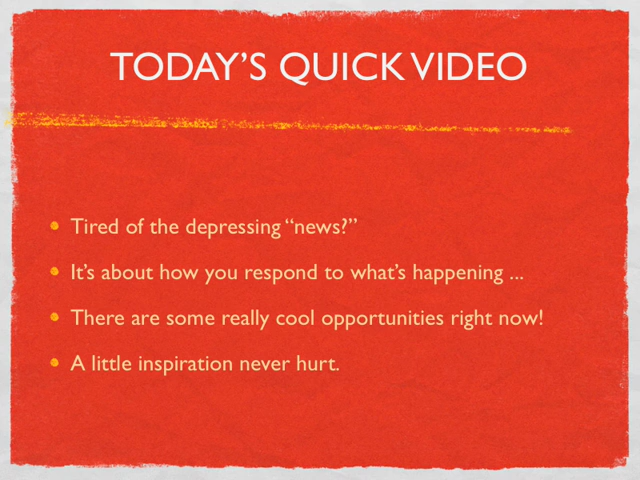 TODAY’S QUICK VIDEO
Tired of the depressing “news?”
It’s about how you respond to what’s happening ...
There are some really cool opportunities right now!
A little inspiration never hurt.